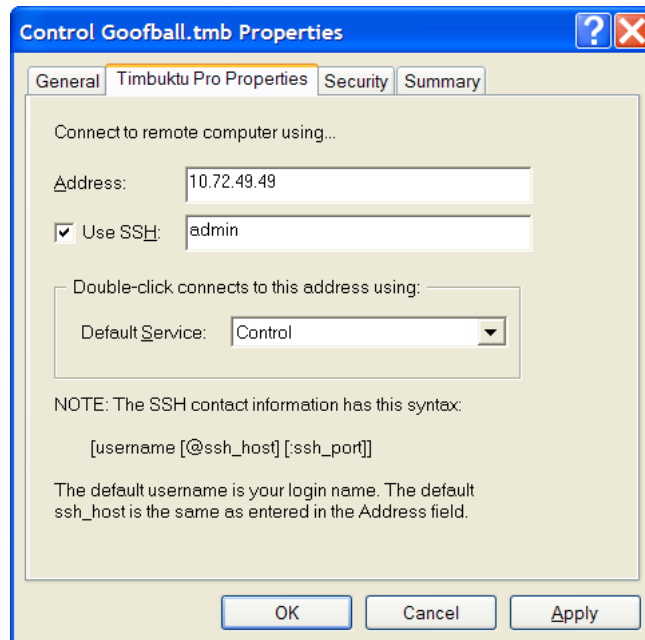 Control Goofball.tmb Properties
General Timbuktu Pro Properties Security Summary
Connect to remote computer using...
Address: 10.72.49.49
Use SSH: admin
Double-click connects to this address using:
Default Service: Control
NOTE: The SSH contact information has this syntax:
[username [@ssh_host] [:ssh_port]]
The default username is your login name. The default
ssh_host is the same as entered in the Address field.
OK Cancel Apply